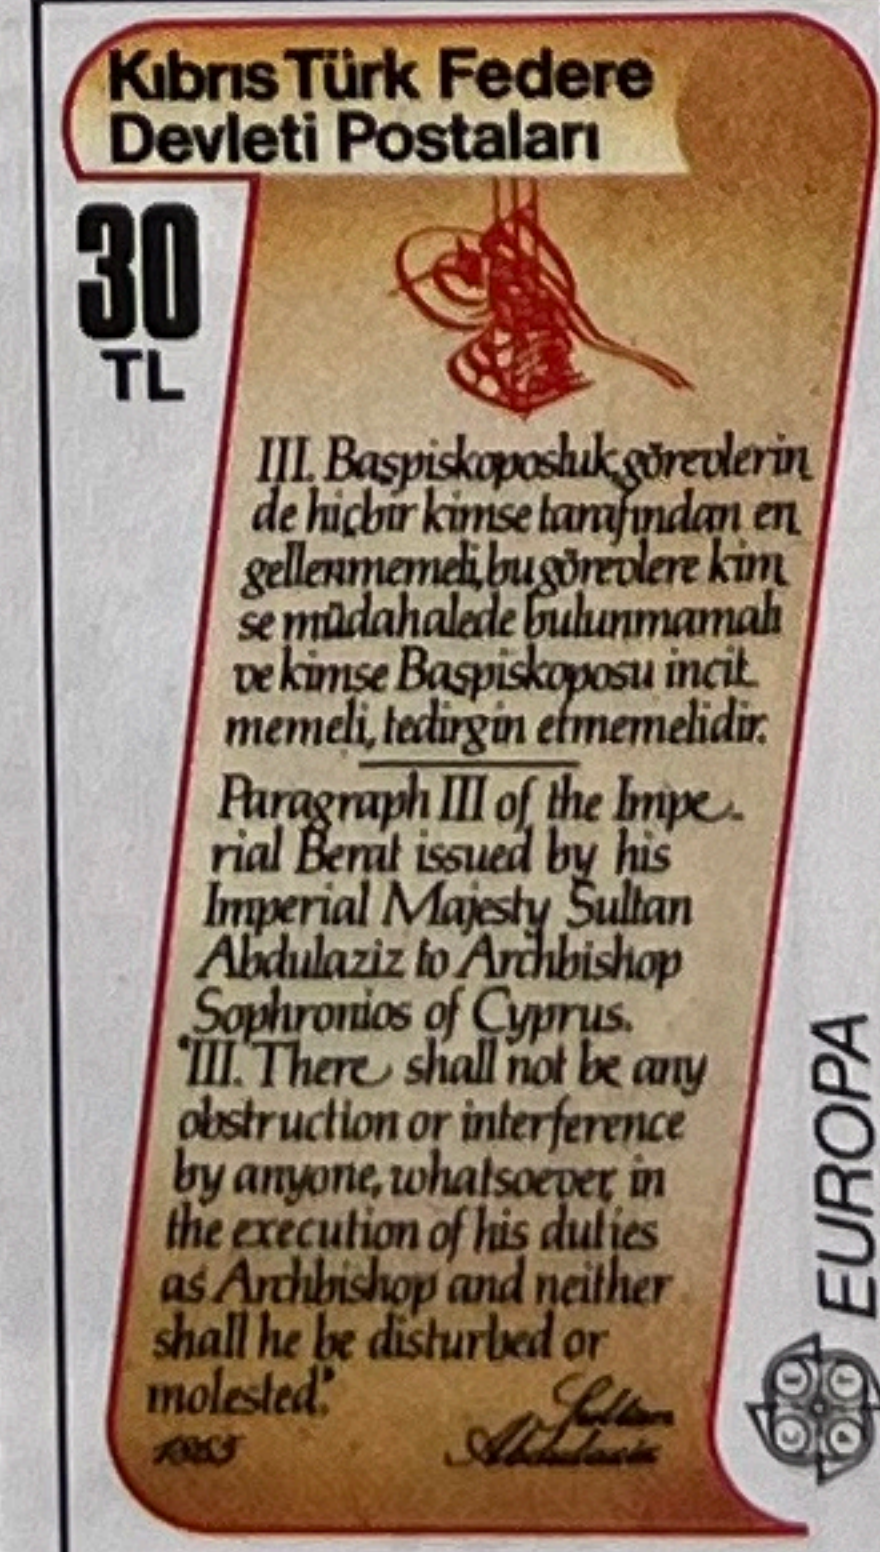 Kıbrıs Türk Federe
Devleti Postaları
30
TL
III. Başpiskoposluk görevlerin
de hiçbir kimse tarafından en
gellenmemeli, bu görevlere kim
se müdahalede bulunmamalı
ve kimse Başpiskoposu incit
memeli, tedirgin etmemelidir.
Paragraph III of the Impe-
rial Berat issued by his
Imperial Majesty Sultan
Abdulaziz to Archbishop
Sophronios of Cyprus.
"III. There shall not be any
obstruction or interference
by anyone, whatsoever, in
the execution of his duties
as Archbishop and neither
shall he be disturbed or
molested."
Sultan
1865 Abdulaziz
EUROPA
C E P T